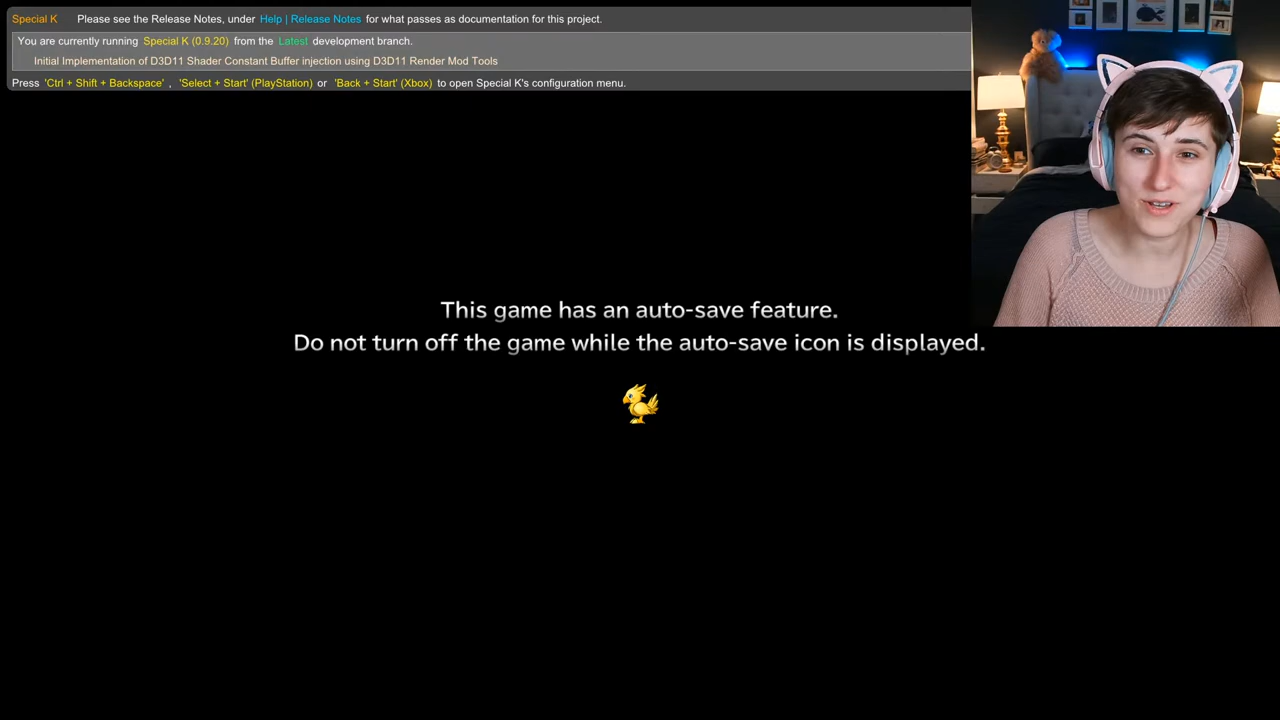 Special K Please see the Release Notes, under Help | Release Notes for what passes as documentation for this project.
You are currently running Special K (0.9.20) from the Latest development branch.
Initial Implementation of D3D11 Shader Constant Buffer injection using D3D11 Render Mod Tools
Press 'Ctrl + Shift + Backspace' , 'Select + Start' (PlayStation) or 'Back + Start' (Xbox) to open Special K's configuration menu.
This game has an auto-save feature.
Do not turn off the game while the auto-save icon is displayed.